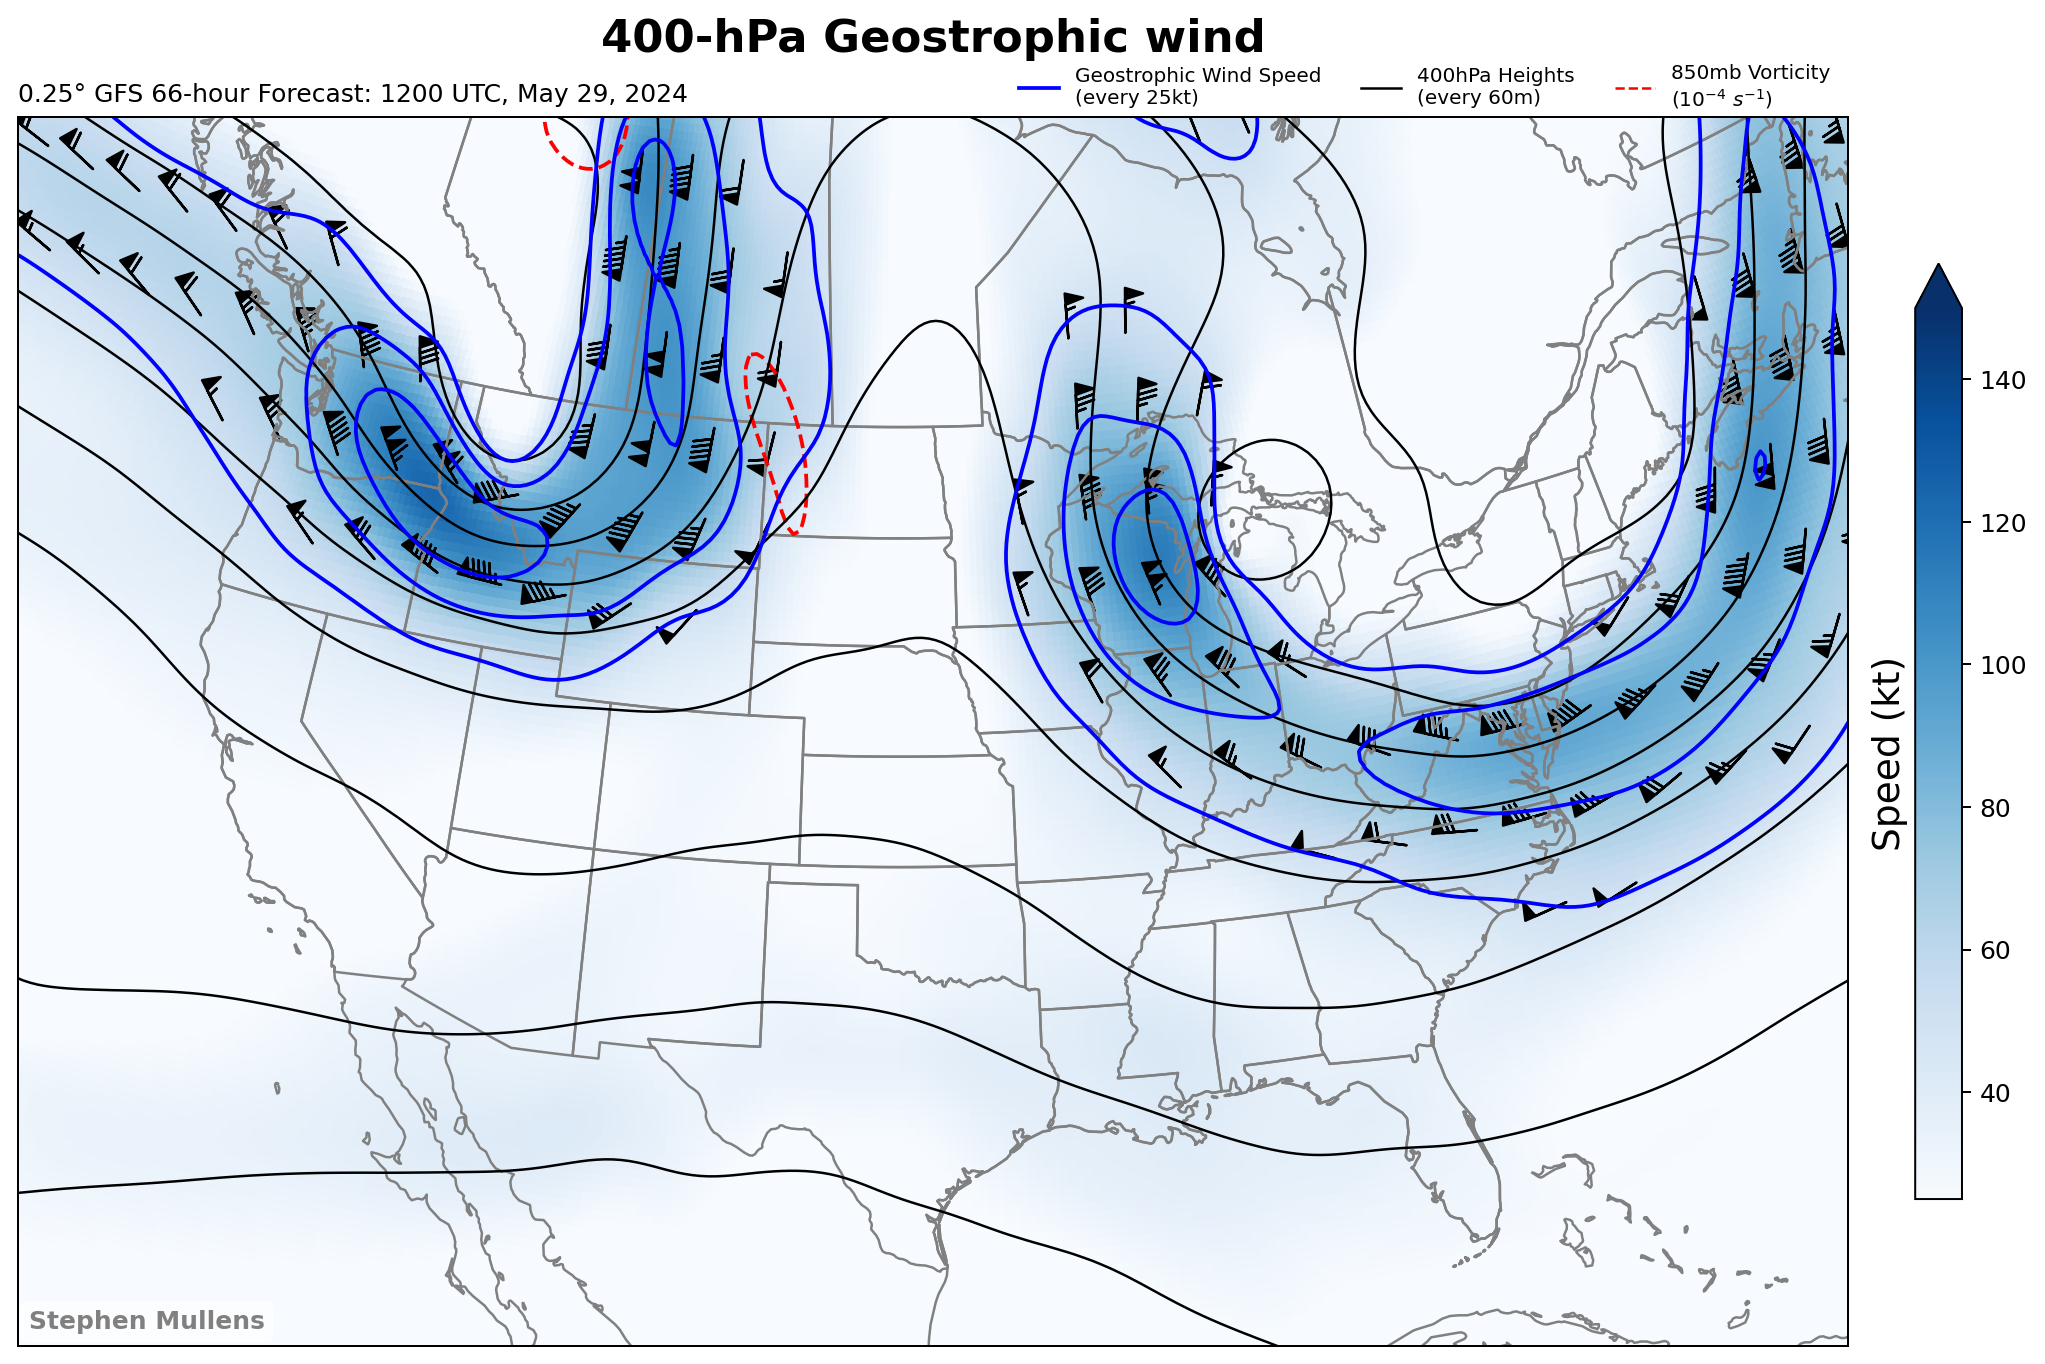 400-hPa Geostrophic wind
0.25° GFS 66-hour Forecast: 1200 UTC, May 29, 2024
Geostrophic Wind Speed
(every 25kt)
400hPa Heights
(every 60m)
850mb Vorticity
(10⁻⁴ s⁻¹)
140
120
100
80
60
40
Speed (kt)
Stephen Mullens